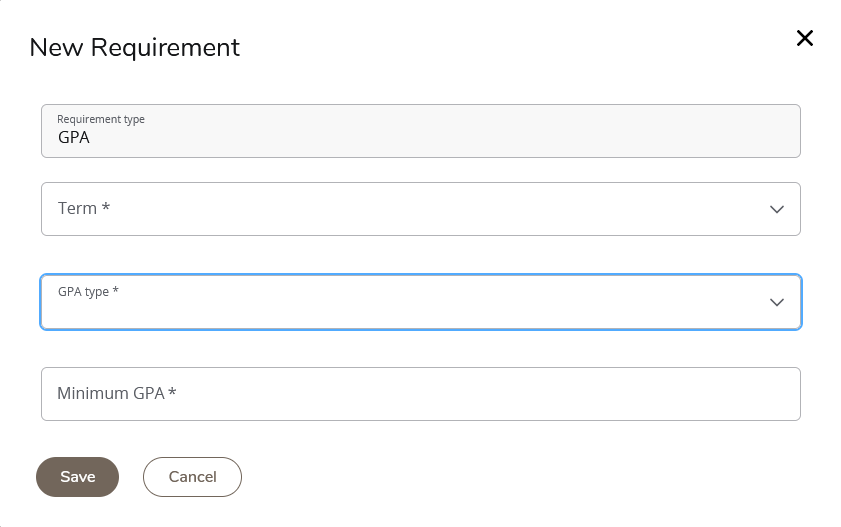 New Requirement
Requirement type
GPA
Term *
GPA type *
Minimum GPA *
Save
Cancel